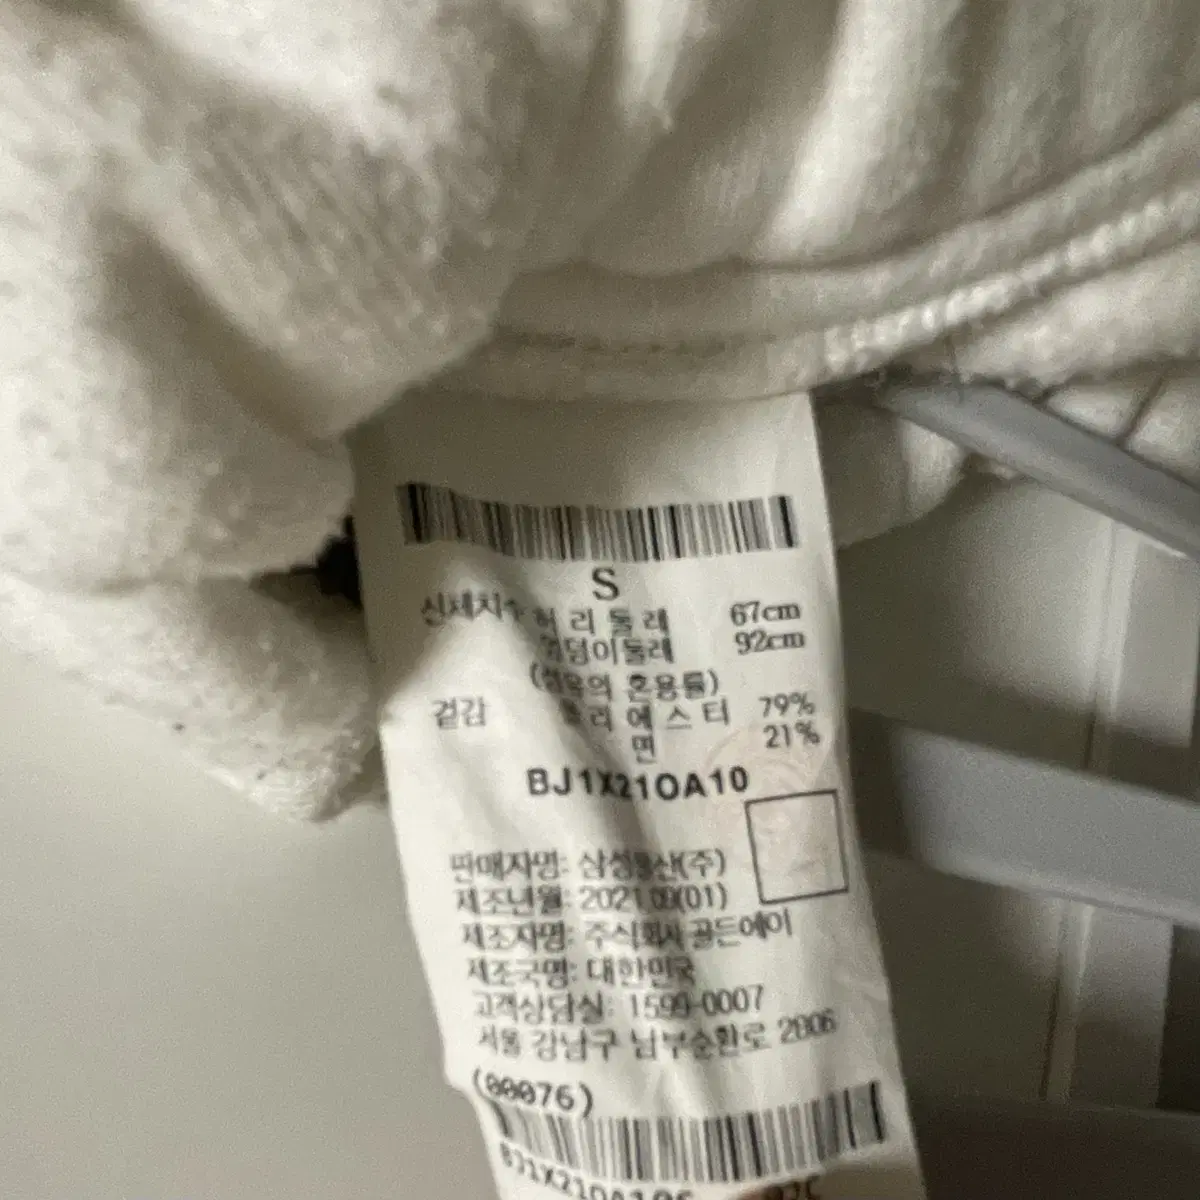 S
신체치수 허리둘레 67cm
엉덩이둘레 92cm
(섬유의 혼용률)
겉감 폴리에스터 79%
면 21%
BJ1X21OA10
판매자명: 삼성물산(주)
제조년월: 2021.09(01)
제조자명: 주식회사 골든에이
제조국명: 대한민국
고객상담실: 1599-0007
서울 강남구 남부순환로 2806
(00076)